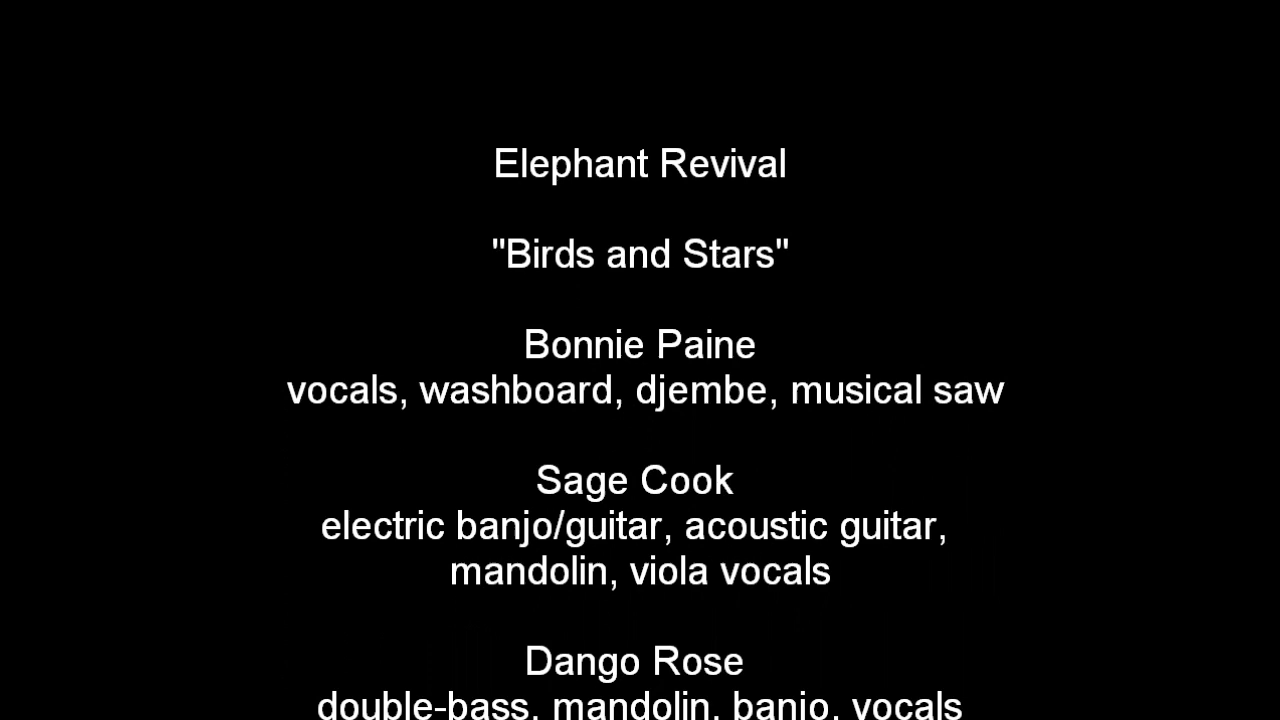 Elephant Revival
"Birds and Stars"
Bonnie Paine
vocals, washboard, djembe, musical saw
Sage Cook
electric banjo/guitar, acoustic guitar,
mandolin, viola vocals
Dango Rose
double-bass, mandolin, banjo, vocals